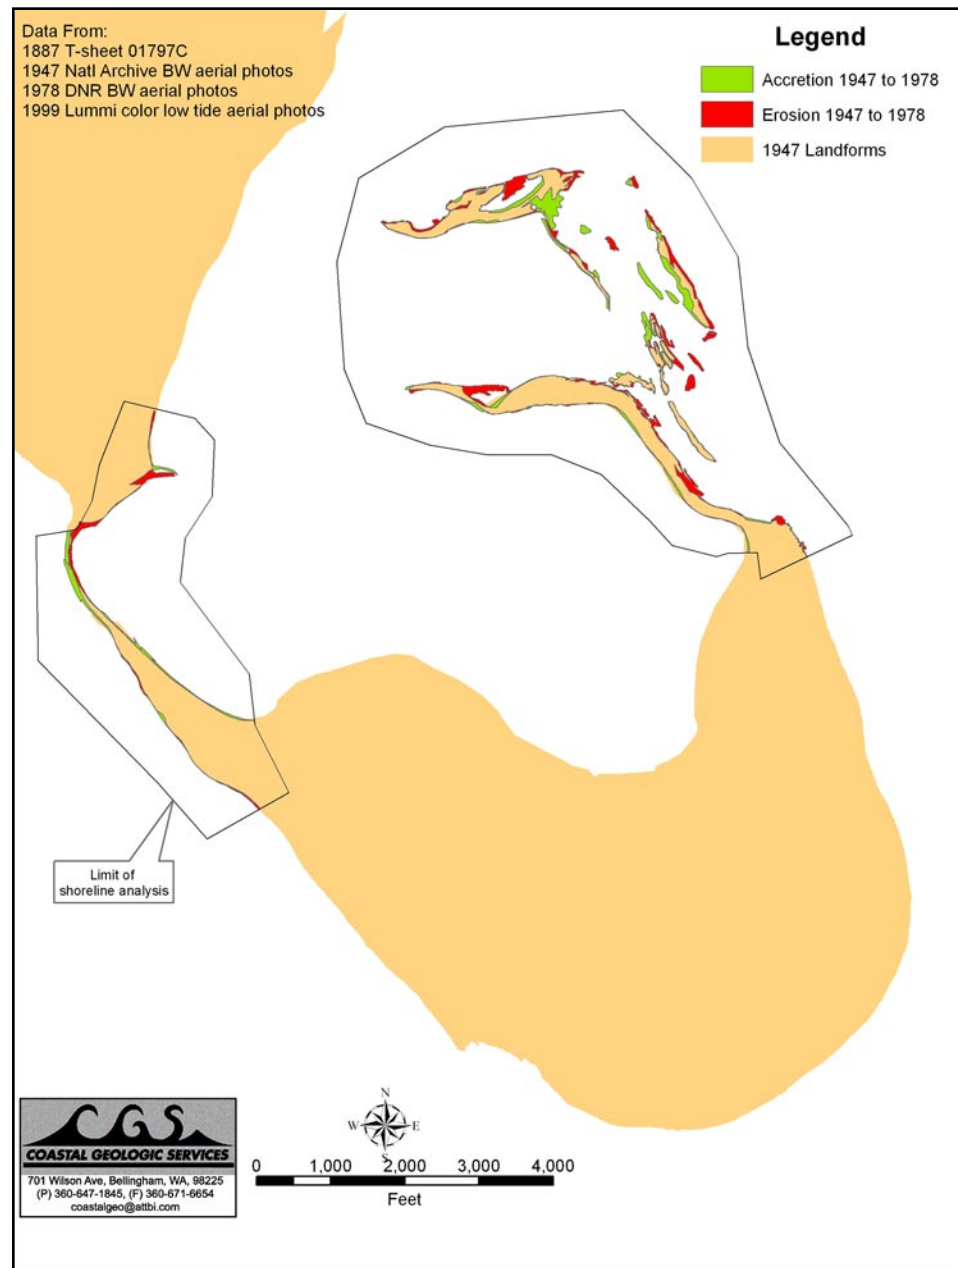 Data From:
1887 T-sheet 01797C
1947 Natl Archive BW aerial photos
1978 DNR BW aerial photos
1999 Lummi color low tide aerial photos
Legend
Accretion 1947 to 1978
Erosion 1947 to 1978
1947 Landforms
Limit of
shoreline analysis
CGS
COASTAL GEOLOGIC SERVICES
701 Wilson Ave, Bellingham, WA, 98225
(P) 360-647-1845, (F) 360-671-6654
coastalgeo@attbi.com
N
W E
S
0 1,000 2,000 3,000 4,000
Feet